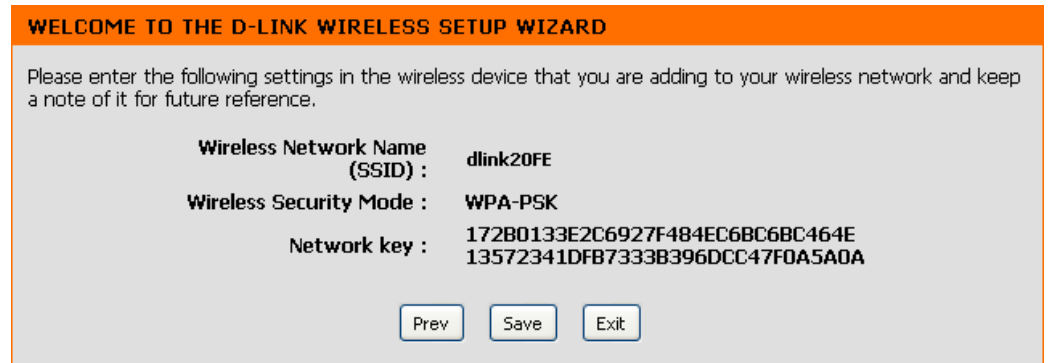 WELCOME TO THE D-LINK WIRELESS SETUP WIZARD
Please enter the following settings in the wireless device that you are adding to your wireless network and keep
a note of it for future reference.
Wireless Network Name
(SSID) : dlink20FE
Wireless Security Mode : WPA-PSK
Network key : 172B0133E2C6927F484EC6BC6BC464E
13572341DFB7333B396DCC47F0A5A0A
Prev Save Exit